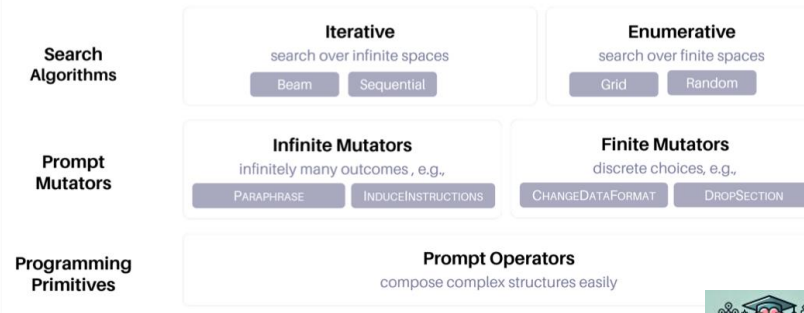 Search
Algorithms
Iterative
search over infinite spaces
Beam
Sequential
Enumerative
search over finite spaces
Grid
Random
Prompt
Mutators
Infinite Mutators
infinitely many outcomes , e.g.,
PARAPHRASE
INDUCEINSTRUCTIONS
Finite Mutators
discrete choices, e.g.,
CHANGEDATAFORMAT
DROPSECTION
Programming
Primitives
Prompt Operators
compose complex structures easily